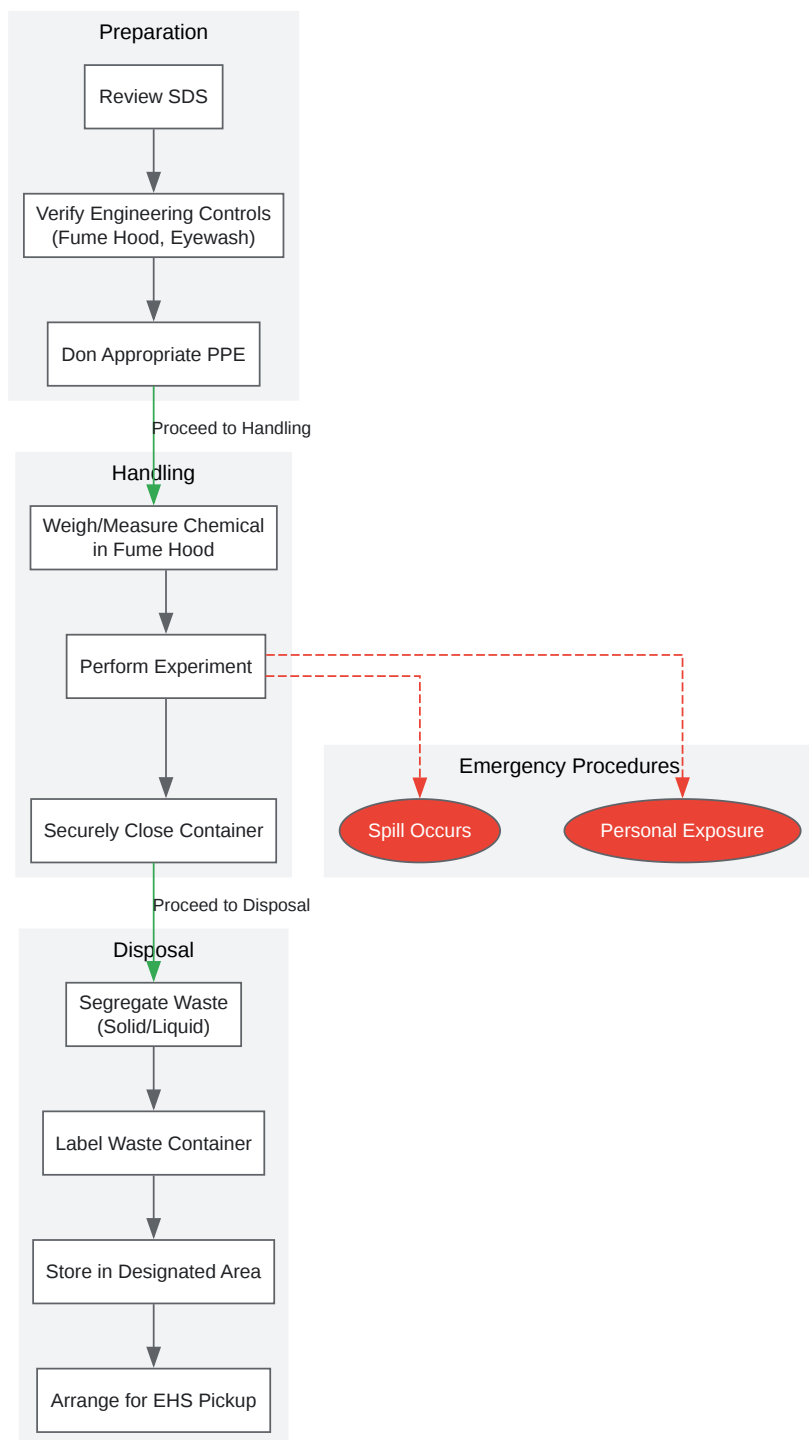 Preparation
Review SDS
Verify Engineering Controls
(Fume Hood, Eyewash)
Don Appropriate PPE
Proceed to Handling
Handling
Weigh/Measure Chemical
in Fume Hood
Perform Experiment
Emergency Procedures
Securely Close Container
Spill Occurs
Personal Exposure
Proceed to Disposal
Disposal
Segregate Waste
(Solid/Liquid)
Label Waste Container
Store in Designated Area
Arrange for EHS Pickup